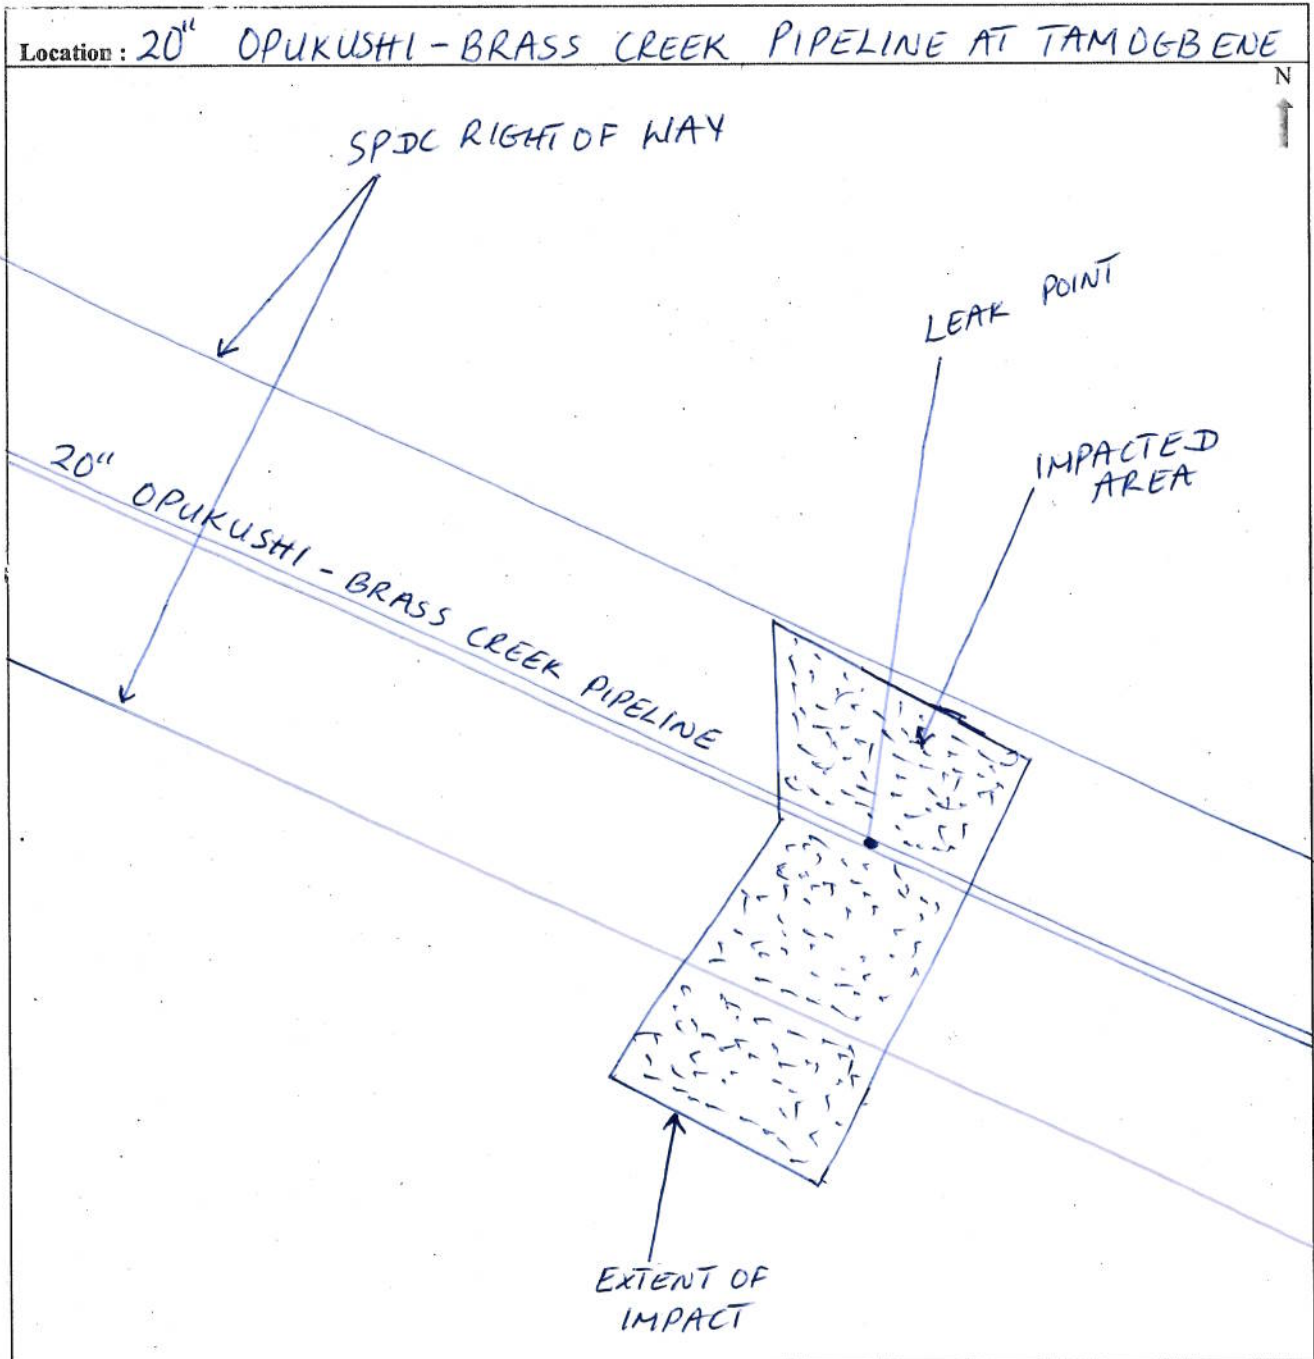 Location : 20" OPUKUSHI - BRASS CREEK PIPELINE AT TAMOGBENE
N
SPDC RIGHT OF WAY
LEAK POINT
IMPACTED
AREA
20" OPUKUSHI - BRASS CREEK PIPELINE
EXTENT OF
IMPACT